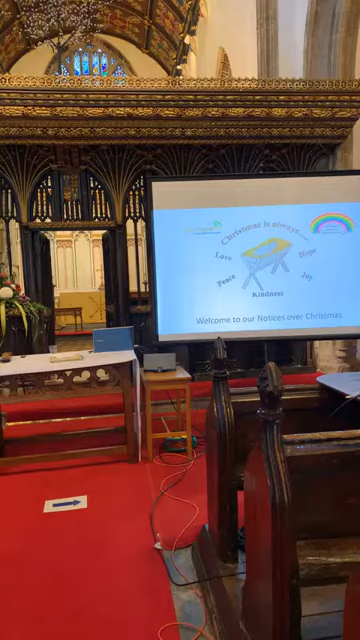 Christmas is always....
Love
Hope
Peace
Joy
Kindness
Welcome to our Notices over Christmas